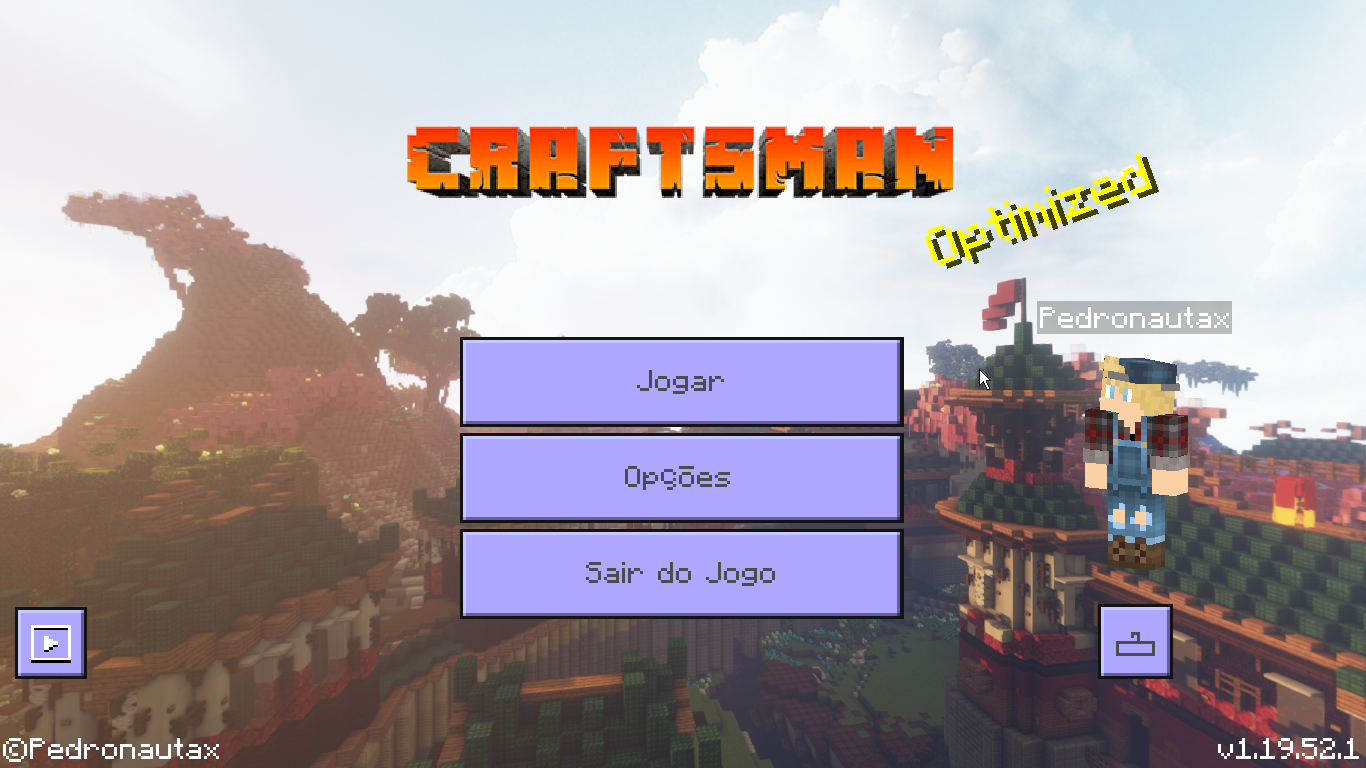 CRAFTSMAN
Optimized
Pedronautax
Jogar
Opções
Sair do Jogo
©Pedronautax
v1.19.52.1